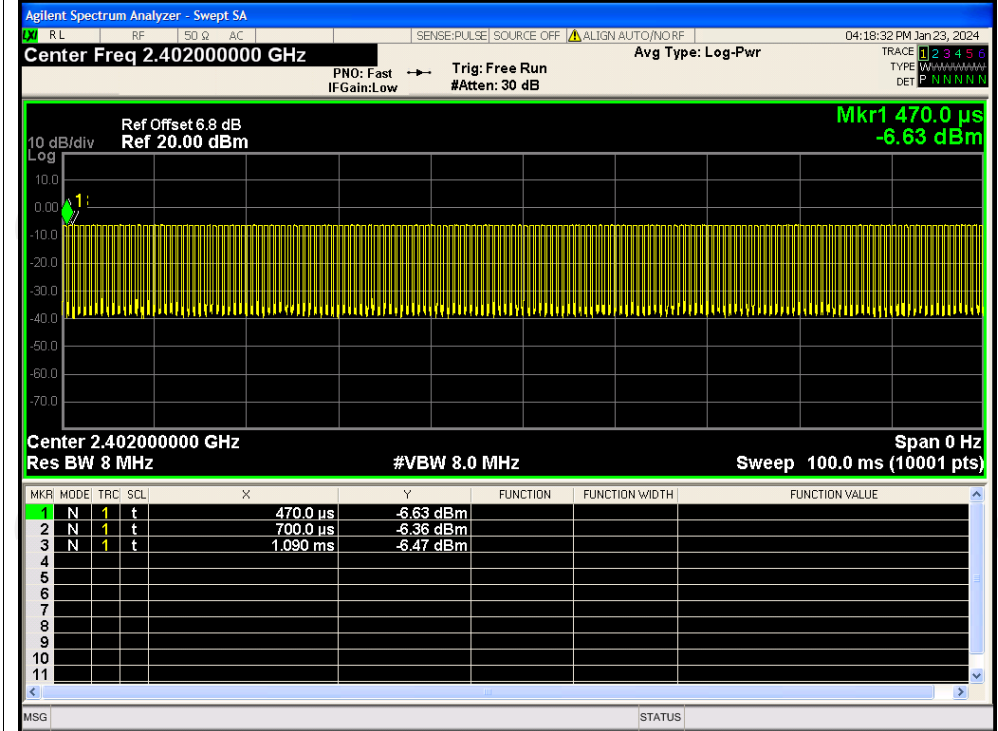 Agilent Spectrum Analyzer - Swept SA
LXI RL RF 50 Ω AC SENSE:PULSE SOURCE OFF ALIGN AUTO/NO RF 04:18:32 PM Jan 23, 2024
Center Freq 2.402000000 GHz Avg Type: Log-Pwr TRACE 1 2 3 4 5 6
PNO: Fast Trig: Free Run TYPE WWWWWW
IFGain:Low #Atten: 30 dB DET P N N N N N
Mkr1 470.0 µs
Ref Offset 6.8 dB
10 dB/div Ref 20.00 dBm -6.63 dBm
Log
10.0
0.00
1
-10.0
-20.0
-30.0
-40.0
-50.0
-60.0
-70.0
Center 2.402000000 GHz Span 0 Hz
Res BW 8 MHz #VBW 8.0 MHz Sweep 100.0 ms (10001 pts)
MKR MODE TRC SCL X Y FUNCTION FUNCTION WIDTH FUNCTION VALUE
1 N 1 t 470.0 µs -6.63 dBm
2 N 1 t 700.0 µs -6.36 dBm
3 N 1 t 1.090 ms -6.47 dBm
4
5
6
7
8
9
10
11
MSG STATUS